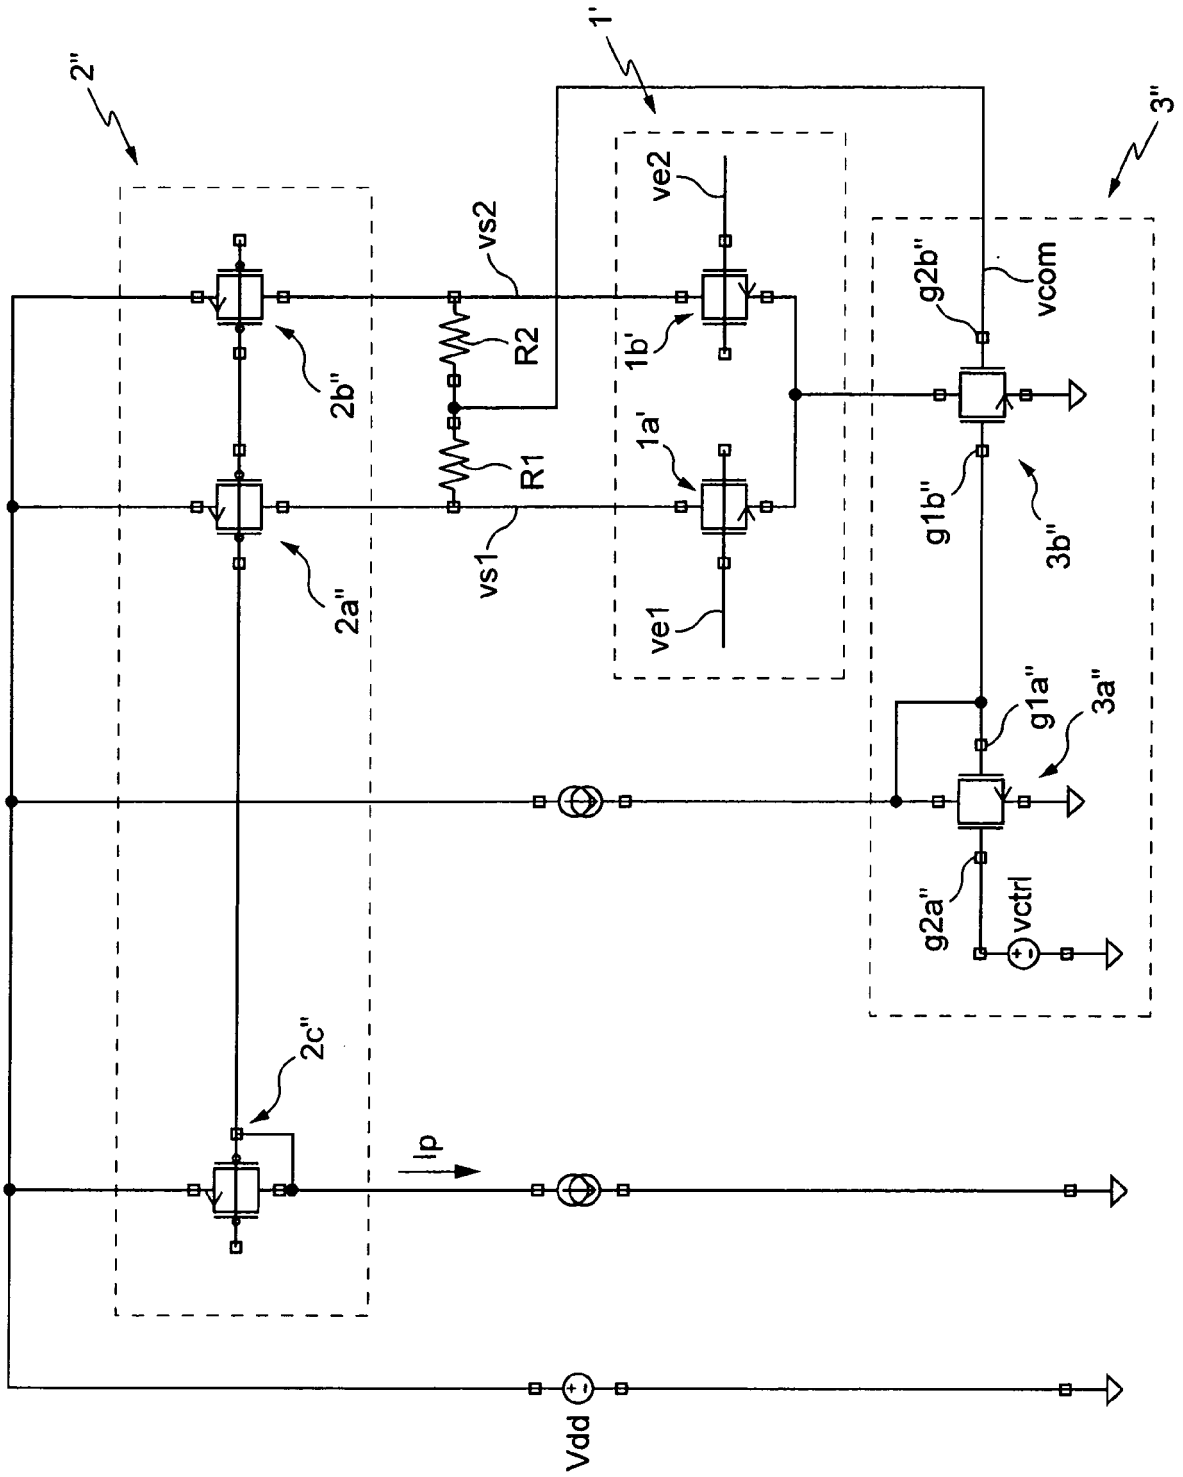 2"
1'
3"
vs2
ve2
g2b"
vcom
2b"
R2
1b'
2a"
R1
1a'
g1b"
3b"
vs1
ve1
g1a"
3a"
g2a"
vctrl
2c"
Ip
Vdd